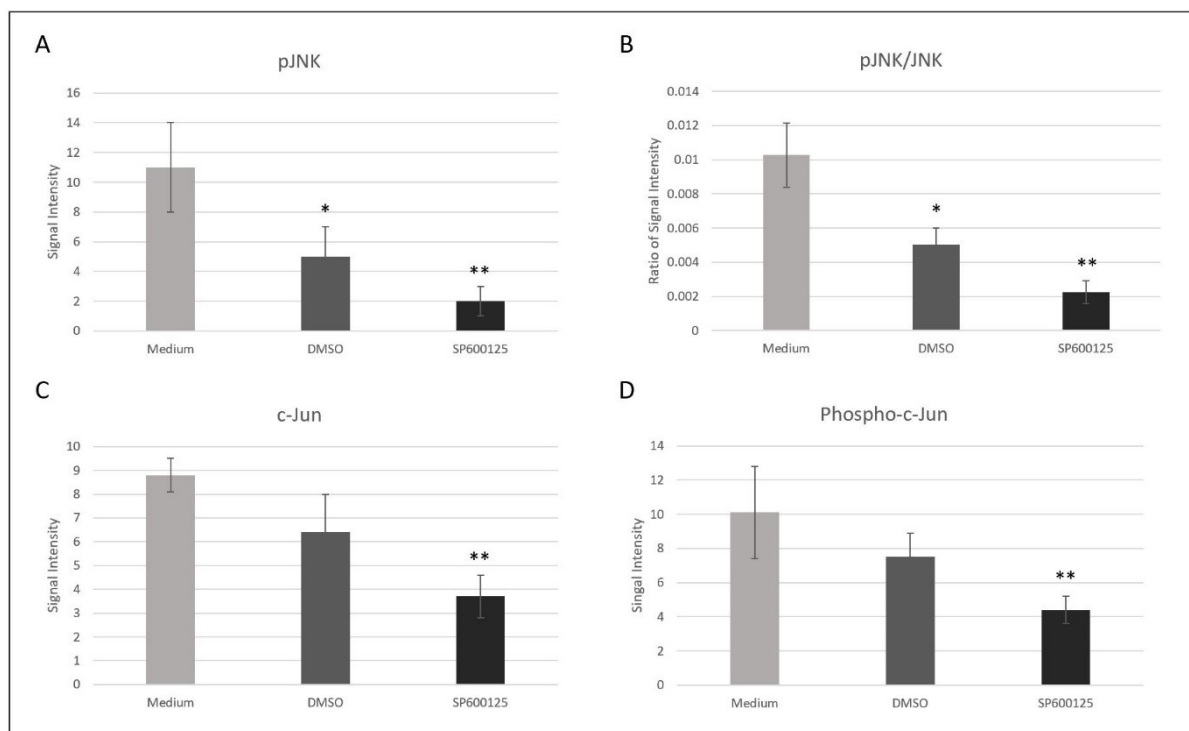 A
pJNK
16
14
12
10
8
6
4
2
0
Signal Intensity
*
**
Medium DMSO SP600125
B
pJNK/JNK
0.014
0.012
0.01
0.008
0.006
0.004
0.002
0
Ratio of Signal Intensity
*
**
Medium DMSO SP600125
C
c-Jun
10
9
8
7
6
5
4
3
2
1
0
Signal Intensity
**
Medium DMSO SP600125
D
Phospho-c-Jun
14
12
10
8
6
4
2
0
Singal Intensity
**
Medium DMSO SP600125